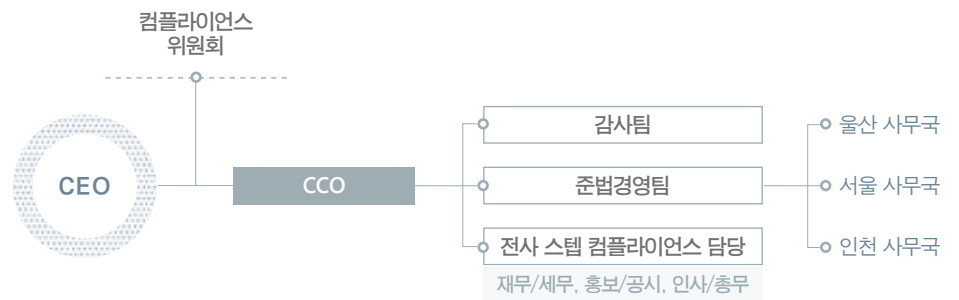 컴플라이언스
위원회
CEO
CCO
감사팀
준법경영팀
전사 스텝 컴플라이언스 담당
재무/세무, 홍보/공시, 인사/총무
울산 사무국
서울 사무국
인천 사무국